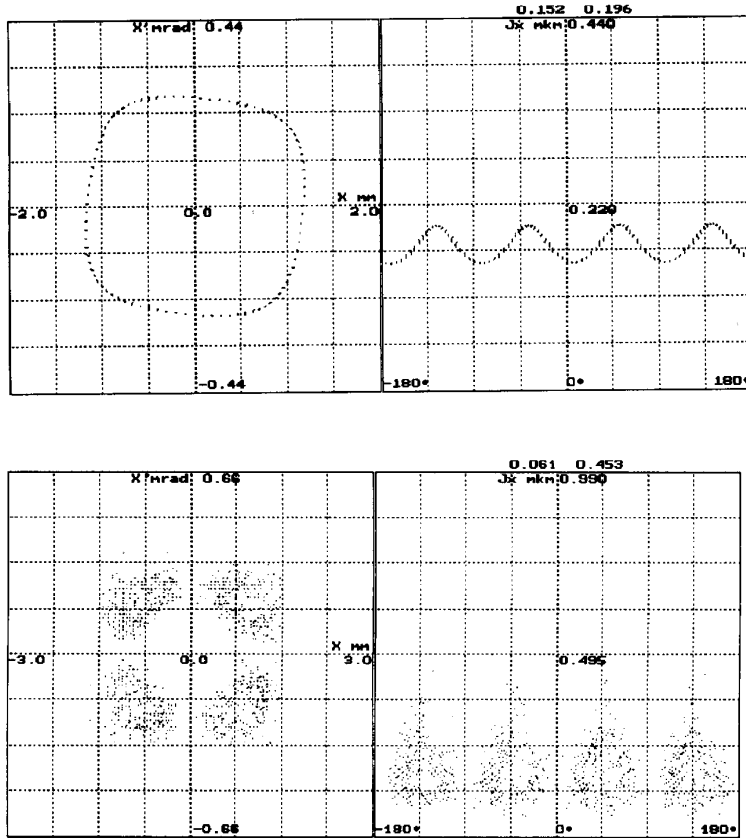 0.152 0.196
X'mrad 0.44
Jx mkm 0.440
X мм
-2.0 0.0 2.0
0.220
-0.44
-180° 0° 180°
0.061 0.453
X'mrad 0.66
Jx mkm 0.990
X мм
-3.0 0.0 3.0
0.495
-0.66
-180° 0° 180°